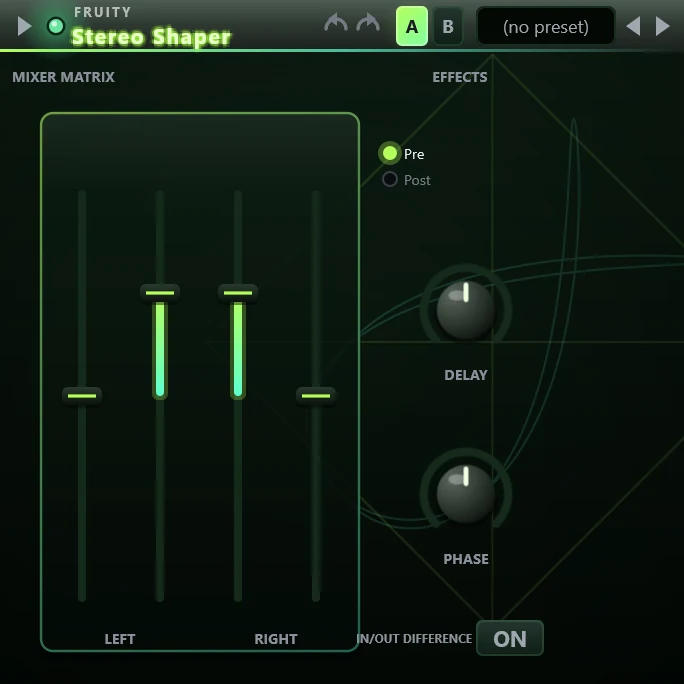 FRUITY
Stereo Shaper
A
B
(no preset)
MIXER MATRIX
EFFECTS
Pre
Post
DELAY
PHASE
LEFT
RIGHT
IN/OUT DIFFERENCE
ON